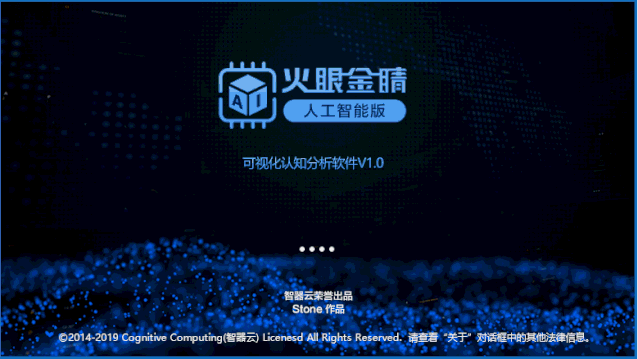 火眼金睛
AI
人工智能版
可视化认知分析软件V1.0
智器云荣誉出品
Stone 作品
©2014-2019 Cognitive Computing(智器云) Licenesd All Rights Reserved. 请查看“关于”对话框中的其他法律信息。